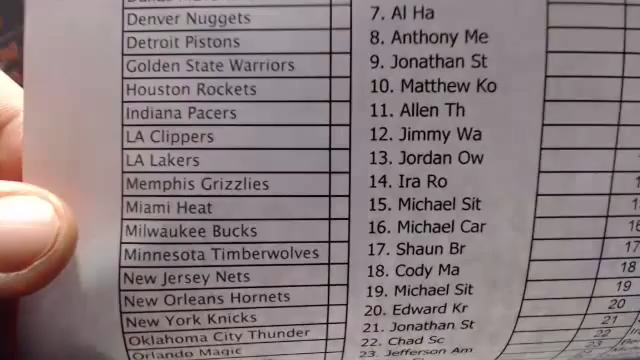 Denver Nuggets
Detroit Pistons
Golden State Warriors
Houston Rockets
Indiana Pacers
LA Clippers
LA Lakers
Memphis Grizzlies
Miami Heat
Milwaukee Bucks
Minnesota Timberwolves
New Jersey Nets
New Orleans Hornets
New York Knicks
Oklahoma City Thunder
Orlando Magic
7. Al Ha
8. Anthony Me
9. Jonathan St
10. Matthew Ko
11. Allen Th
12. Jimmy Wa
13. Jordan Ow
14. Ira Ro
15. Michael Sit
16. Michael Car
17. Shaun Br
18. Cody Ma
19. Michael Sit
20. Edward Kr
21. Jonathan St
22. Chad Sc
23. Jefferson Am
16
17
18
19
20
21
22
23